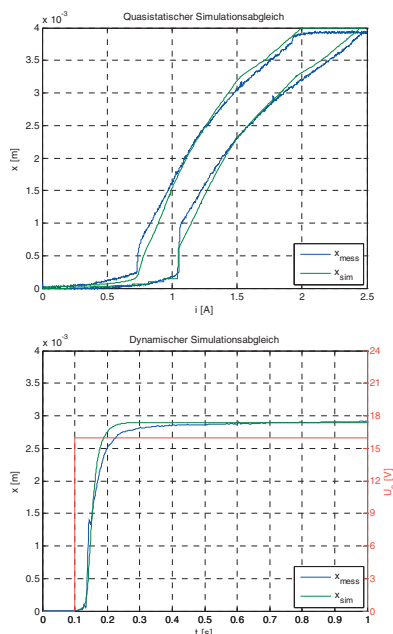 Quasistatischer Simulationsabgleich
x 10⁻³
4
3.5
3
2.5
2
1.5
1
0.5
0
x [m]
0 0.5 1 1.5 2 2.5
i [A]
x_mess
x_sim
Dynamischer Simulationsabgleich
x 10⁻³
4
3.5
3
2.5
2
1.5
1
0.5
0
x [m]
24
21
18
15
12
9
6
3
0
[V]
0 0.1 0.2 0.3 0.4 0.5 0.6 0.7 0.8 0.9 1
t [s]
x_mess
x_sim